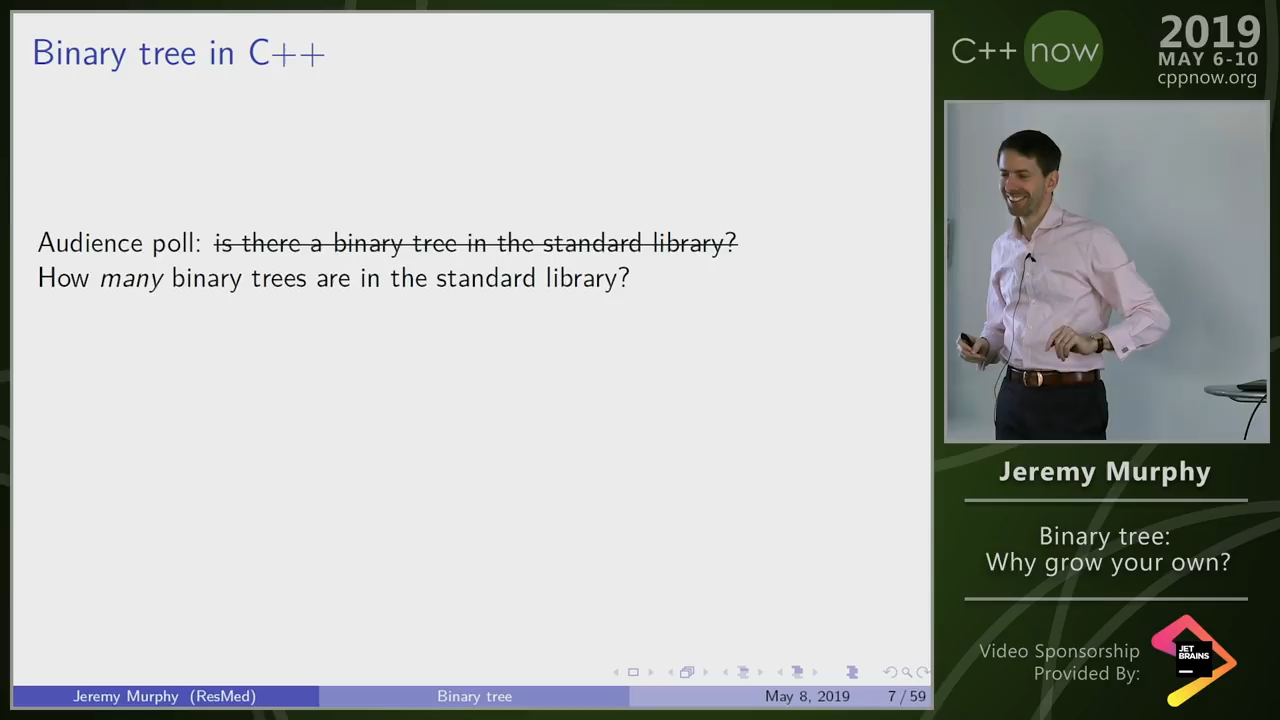 Binary tree in C++
Audience poll: is there a binary tree in the standard library?
How many binary trees are in the standard library?
Jeremy Murphy (ResMed)
Binary tree
May 8, 2019
7 / 59
C++ now
2019
MAY 6-10
cppnow.org
Jeremy Murphy
Binary tree:
Why grow your own?
Video Sponsorship
Provided By:
JET
BRAINS